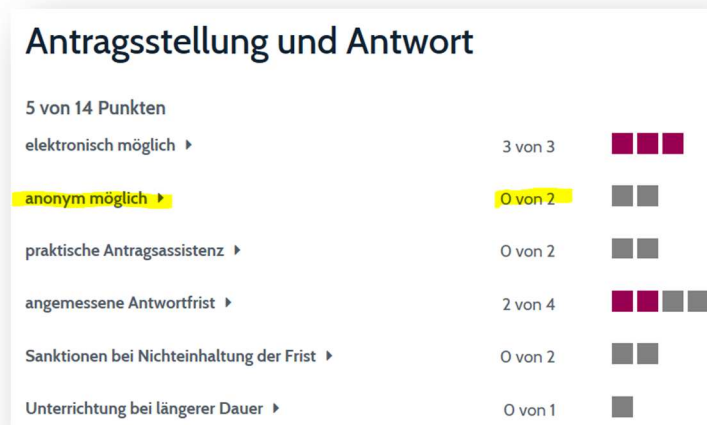 Antragsstellung und Antwort
5 von 14 Punkten
elektronisch möglich 3 von 3
anonym möglich 0 von 2
praktische Antragsassistenz 0 von 2
angemessene Antwortfrist 2 von 4
Sanktionen bei Nichteinhaltung der Frist 0 von 2
Unterrichtung bei längerer Dauer 0 von 1